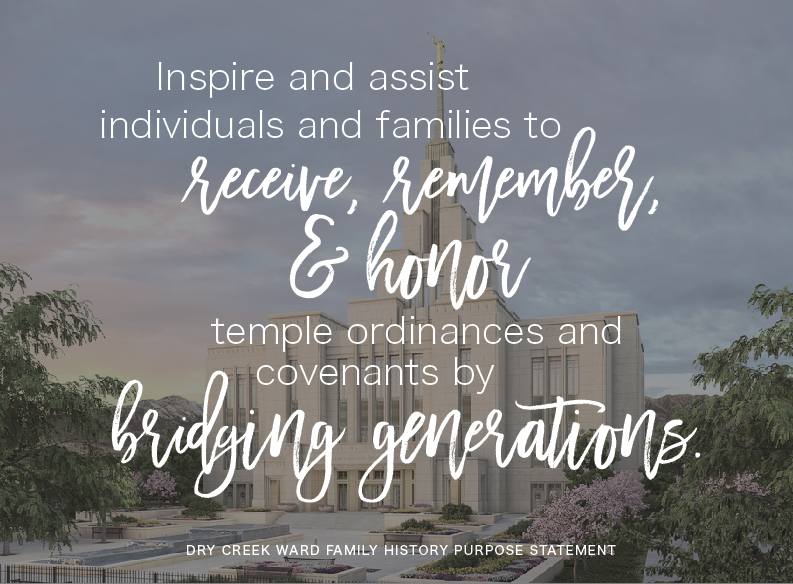 Inspire and assist
individuals and families to
receive, remember,
& honor
temple ordinances and
covenants by
bridging generations.
DRY CREEK WARD FAMILY HISTORY PURPOSE STATEMENT